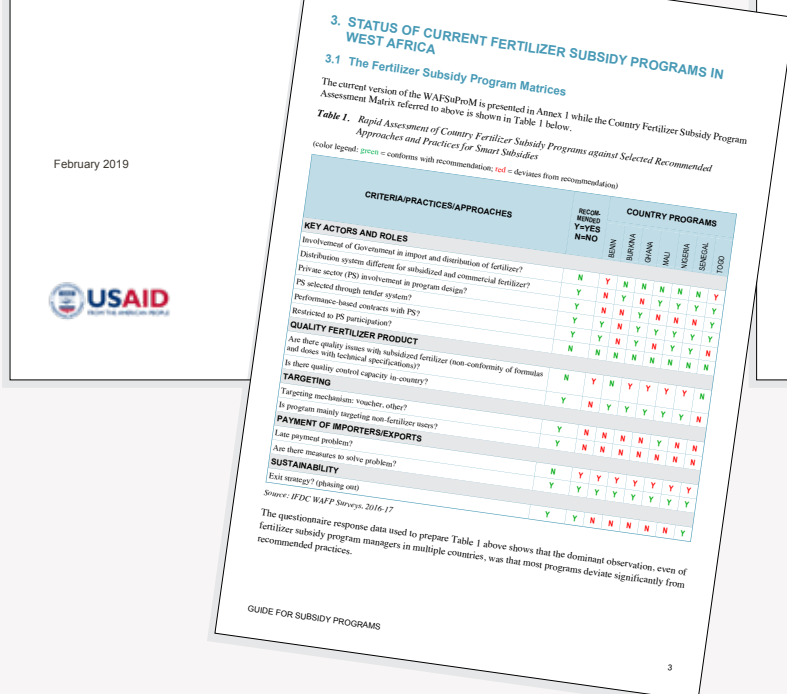 February 2019
USAID
FROM THE AMERICAN PEOPLE
3. STATUS OF CURRENT FERTILIZER SUBSIDY PROGRAMS IN
WEST AFRICA
3.1 The Fertilizer Subsidy Program Matrices
The current version of the WAFSuProM is presented in Annex 1 while the Country Fertilizer Subsidy Program
Assessment Matrix referred to above is shown in Table 1 below.
Table 1. Rapid Assessment of Country Fertilizer Subsidy Programs against Selected Recommended
Approaches and Practices for Smart Subsidies
(color legend: green = conforms with recommendation; red = deviates from recommendation)
CRITERIA/PRACTICES/APPROACHES
RECOM-
MENDED
Y=YES
N=NO
COUNTRY PROGRAMS
BENIN BURKINA GHANA MALI NIGERIA SENEGAL TOGO
KEY ACTORS AND ROLES
Involvement of Government in import and distribution of fertilizer? N Y N N N N N Y
Distribution system different for subsidized and commercial fertilizer? Y N Y N Y Y Y Y
Private sector (PS) involvement in program design? Y N N Y N N N Y
PS selected through tender system? Y Y N Y Y Y Y Y
Performance-based contracts with PS? Y Y N Y N Y Y N
Restricted to PS participation? N N N N N N N N
QUALITY FERTILIZER PRODUCT
Are there quality issues with subsidized fertilizer (non-conformity of formulas
and doses with technical specifications)? N Y N Y Y Y Y N
Is there quality control capacity in-country? Y N Y Y Y Y Y N
TARGETING
Targeting mechanism: voucher, other? Y N N N N Y N N
Is program mainly targeting non-fertilizer users? Y N N N N N N N
PAYMENT OF IMPORTERS/EXPORTS
Late payment problem? N Y Y Y Y Y Y Y
Are there measures to solve problem? Y Y Y Y Y Y Y Y
SUSTAINABILITY
Exit strategy? (phasing out) Y Y N N N N N Y
Source: IFDC WAFP Surveys, 2016-17
The questionnaire response data used to prepare Table 1 above shows that the dominant observation, even of
fertilizer subsidy program managers in multiple countries, was that most programs deviate significantly from
recommended practices.
GUIDE FOR SUBSIDY PROGRAMS
3